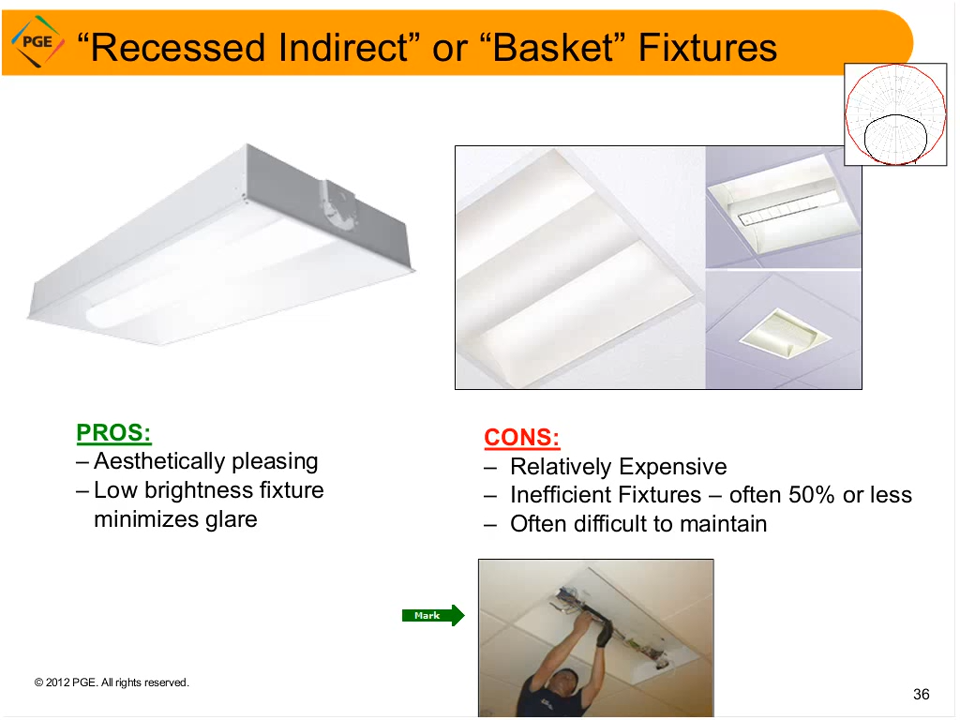 PGE
“Recessed Indirect” or “Basket” Fixtures
PROS:
– Aesthetically pleasing
– Low brightness fixture
minimizes glare
CONS:
– Relatively Expensive
– Inefficient Fixtures – often 50% or less
– Often difficult to maintain
Mark
© 2012 PGE. All rights reserved.
36